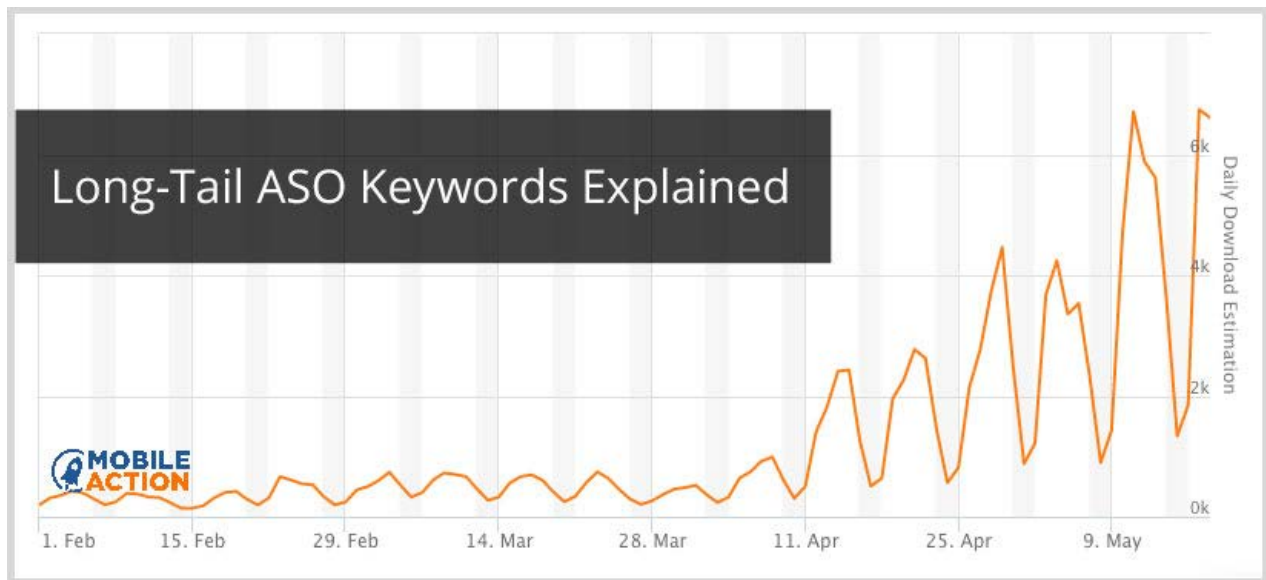 Long-Tail ASO Keywords Explained
6k
4k
2k
0k
Daily Download Estimation
MOBILE
ACTION
1. Feb
15. Feb
29. Feb
14. Mar
28. Mar
11. Apr
25. Apr
9. May